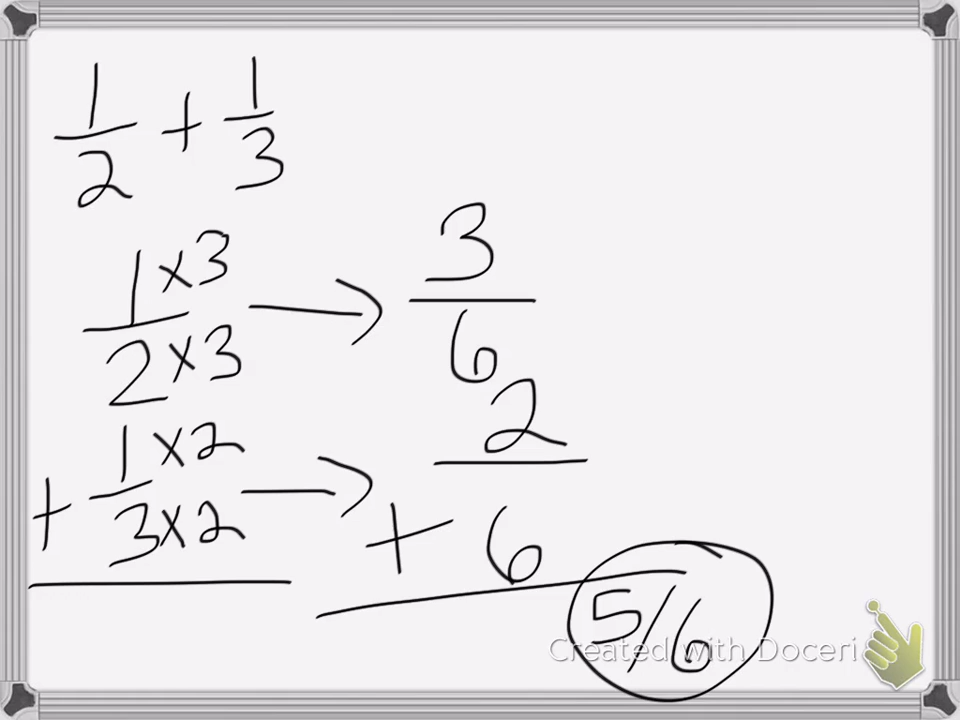 1/2 + 1/3
1 x 3 / 2 x 3 → 3/6
+ 1 x 2 / 3 x 2 → + 2/6
5/6
Created with Doceri